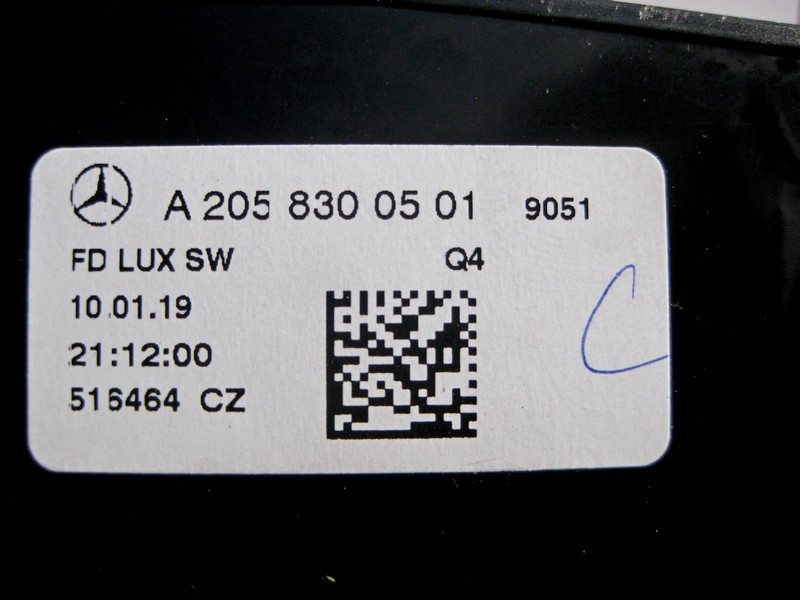 A 205 830 05 01 9051
FD LUX SW Q4
10.01.19
21:12:00
516464 CZ
C